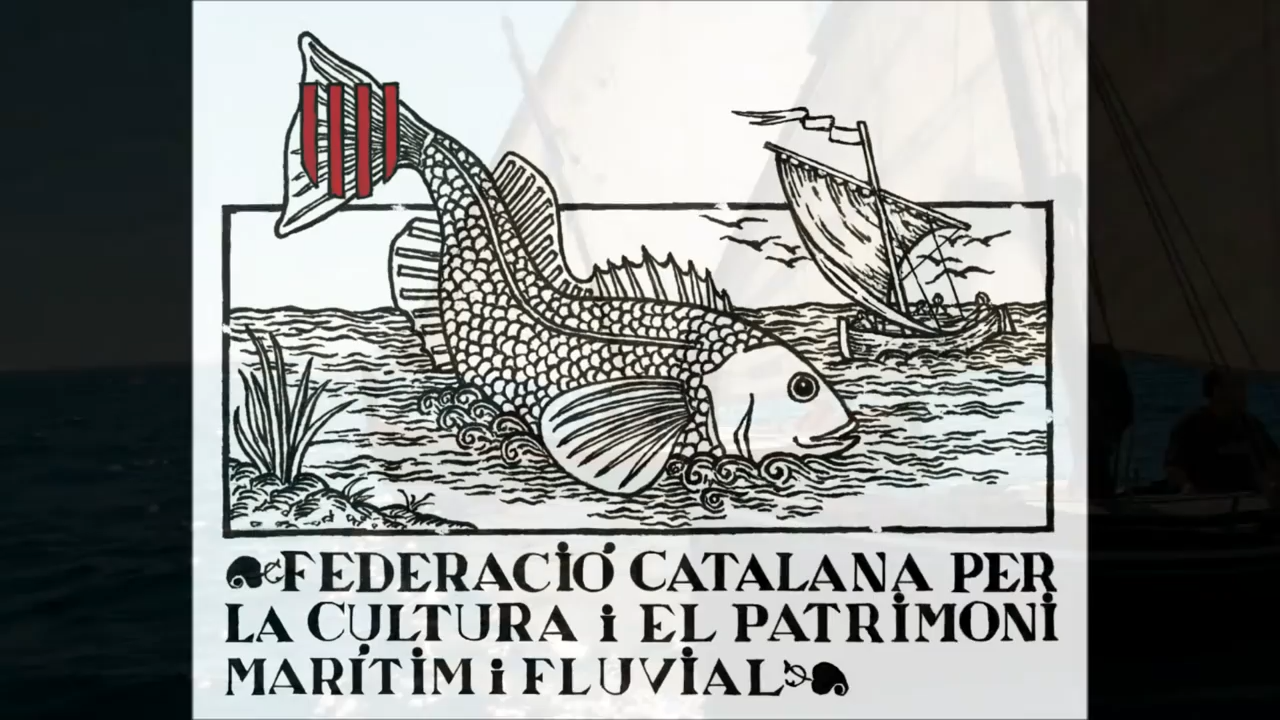 FEDERACIÓ CATALANA PER
LA CULTURA i EL PATRIMONI
MARÍTIM i FLUVIAL